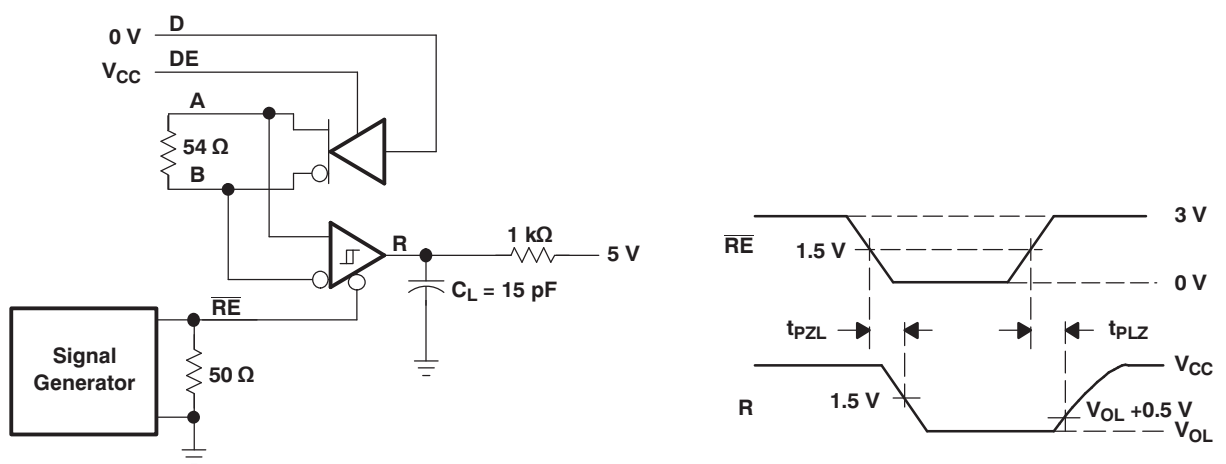 0 V D
VCC DE
A
54 Ω
B
R
1 kΩ
5 V
CL = 15 pF
RE
Signal
Generator
50 Ω
3 V
RE
1.5 V
0 V
tPZL
tPLZ
VCC
R
1.5 V
VOL +0.5 V
VOL